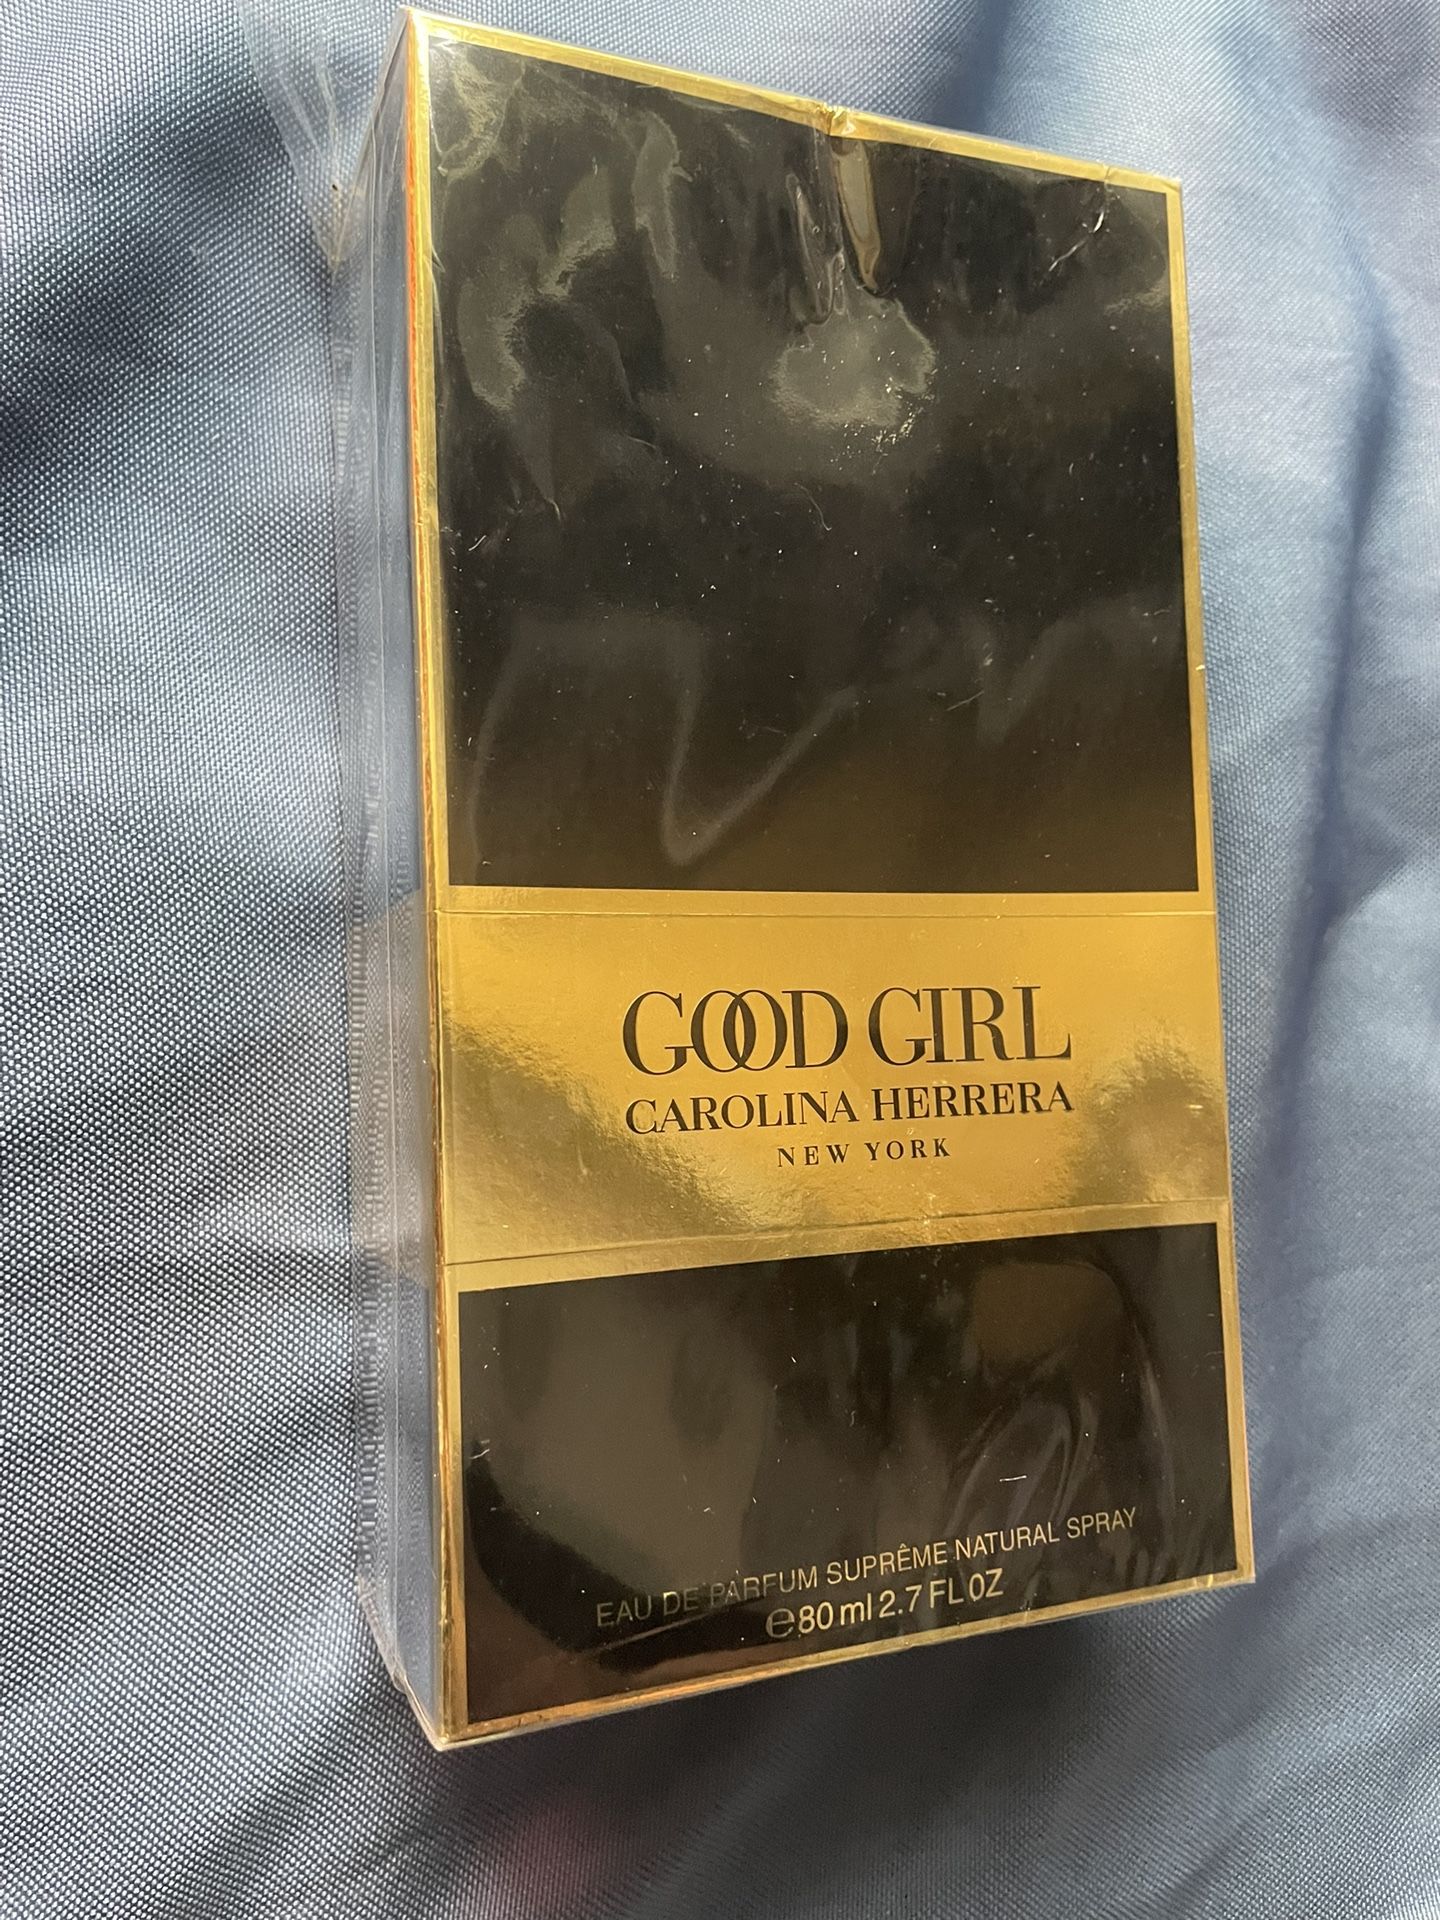 GOOD GIRL
CAROLINA HERRERA
NEW YORK
EAU DE PARFUM SUPRÊME NATURAL SPRAY
℮80 ml 2.7 FL OZ